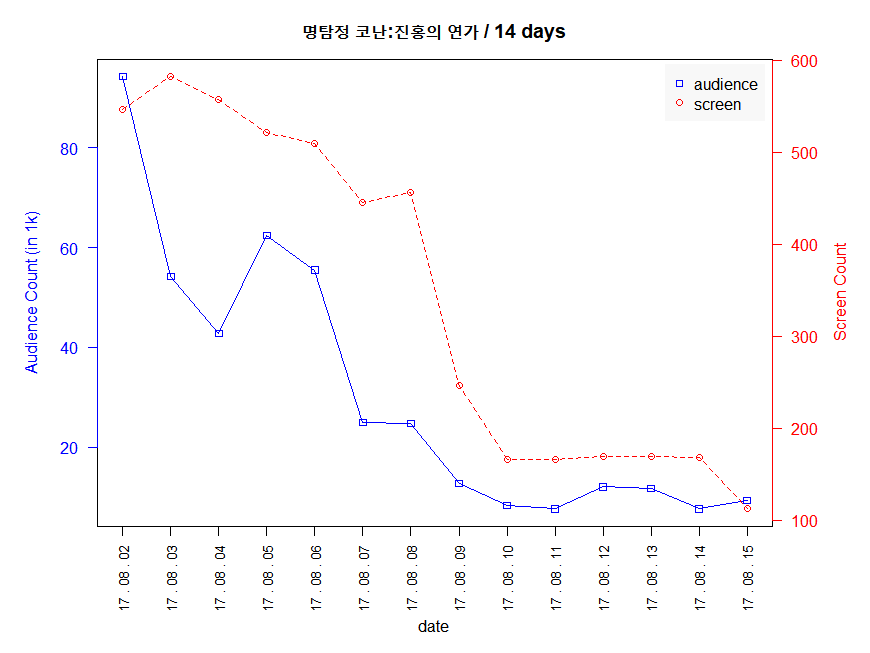 명탐정 코난:진홍의 연가 / 14 days
audience
screen
Audience Count (in 1k)
80
60
40
20
Screen Count
600
500
400
300
200
100
17 . 08 . 02
17 . 08 . 03
17 . 08 . 04
17 . 08 . 05
17 . 08 . 06
17 . 08 . 07
17 . 08 . 08
17 . 08 . 09
17 . 08 . 10
17 . 08 . 11
17 . 08 . 12
17 . 08 . 13
17 . 08 . 14
17 . 08 . 15
date